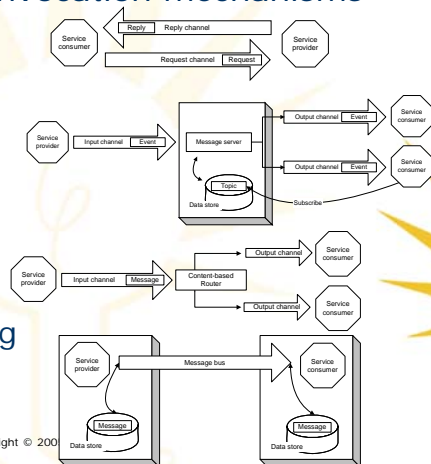 nvocation mechanisms
Reply Reply channel
Service
consumer
Service
provider
Request channel Request
Service
provider
Input channel Event
Message server
Topic
Data store
Output channel Event
Service
consumer
Output channel Event
Service
consumer
Subscribe
Service
provider
Input channel Message
Content-based
Router
Output channel
Service
consumer
Output channel
Service
consumer
g
Service
provider
Message bus
Service
consumer
Message
Data store
Message
Data store
ight © 200